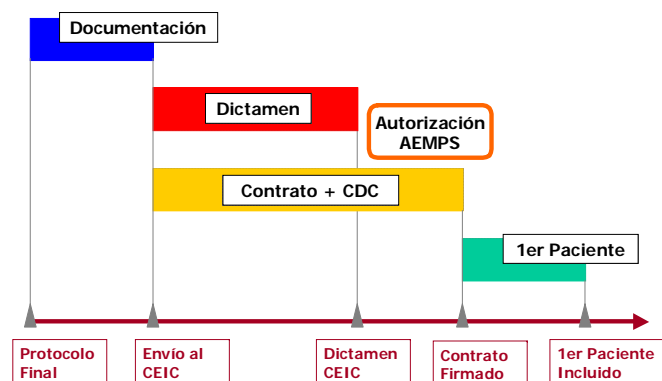 Documentación
Dictamen
Autorización
AEMPS
Contrato + CDC
1er Paciente
Protocolo
Final
Envío al
CEIC
Dictamen
CEIC
Contrato
Firmado
1er Paciente
Incluido